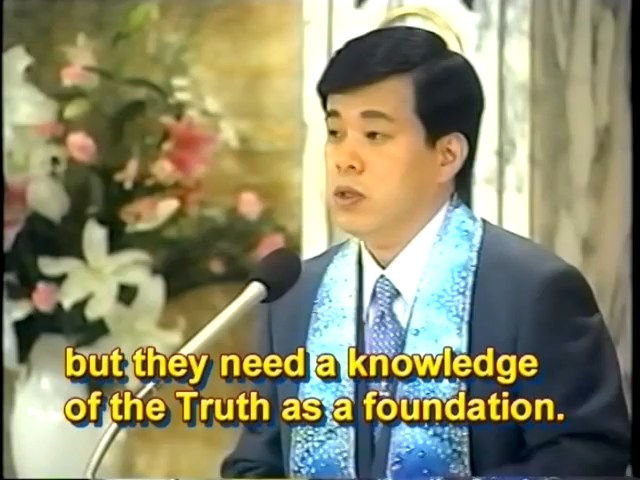 but they need a knowledge
of the Truth as a foundation.